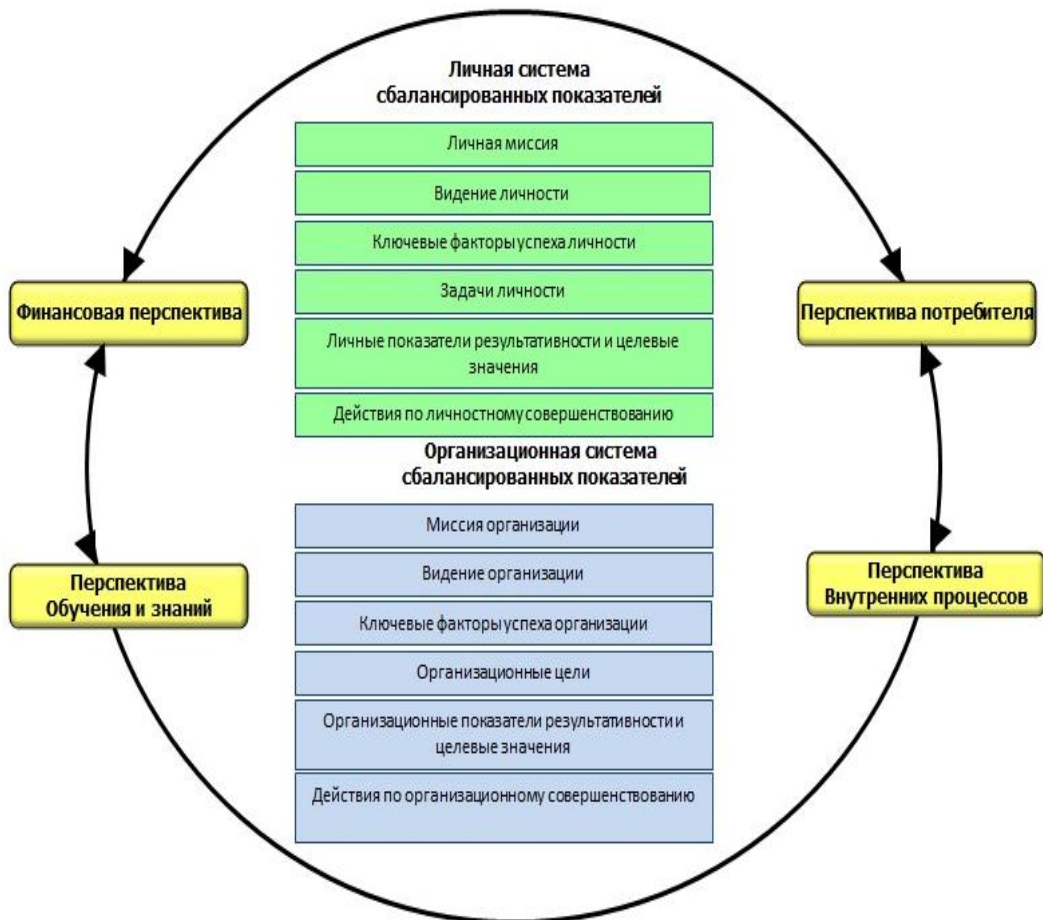 Личная система
сбалансированных показателей
Личная миссия
Видение личности
Ключевые факторы успеха личности
Задачи личности
Личные показатели результативности и целевые
значения
Действия по личностному совершенствованию
Финансовая перспектива
Перспектива потребителя
Организационная система
сбалансированных показателей
Миссия организации
Видение организации
Ключевые факторы успеха организации
Организационные цели
Организационные показатели результативности и
целевые значения
Действия по организационному совершенствованию
Перспектива
Обучения и знаний
Перспектива
Внутренних процессов